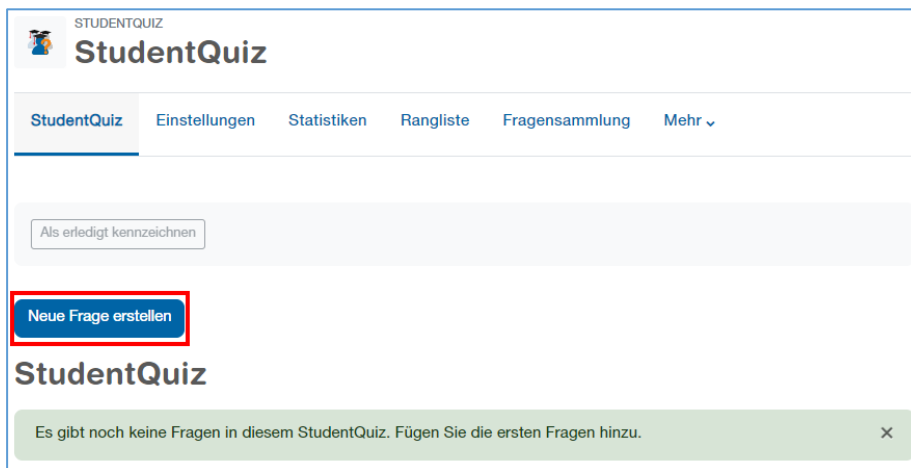 STUDENTQUIZ
StudentQuiz
StudentQuiz Einstellungen Statistiken Rangliste Fragensammlung Mehr
Als erledigt kennzeichnen
Neue Frage erstellen
StudentQuiz
Es gibt noch keine Fragen in diesem StudentQuiz. Fügen Sie die ersten Fragen hinzu. ×